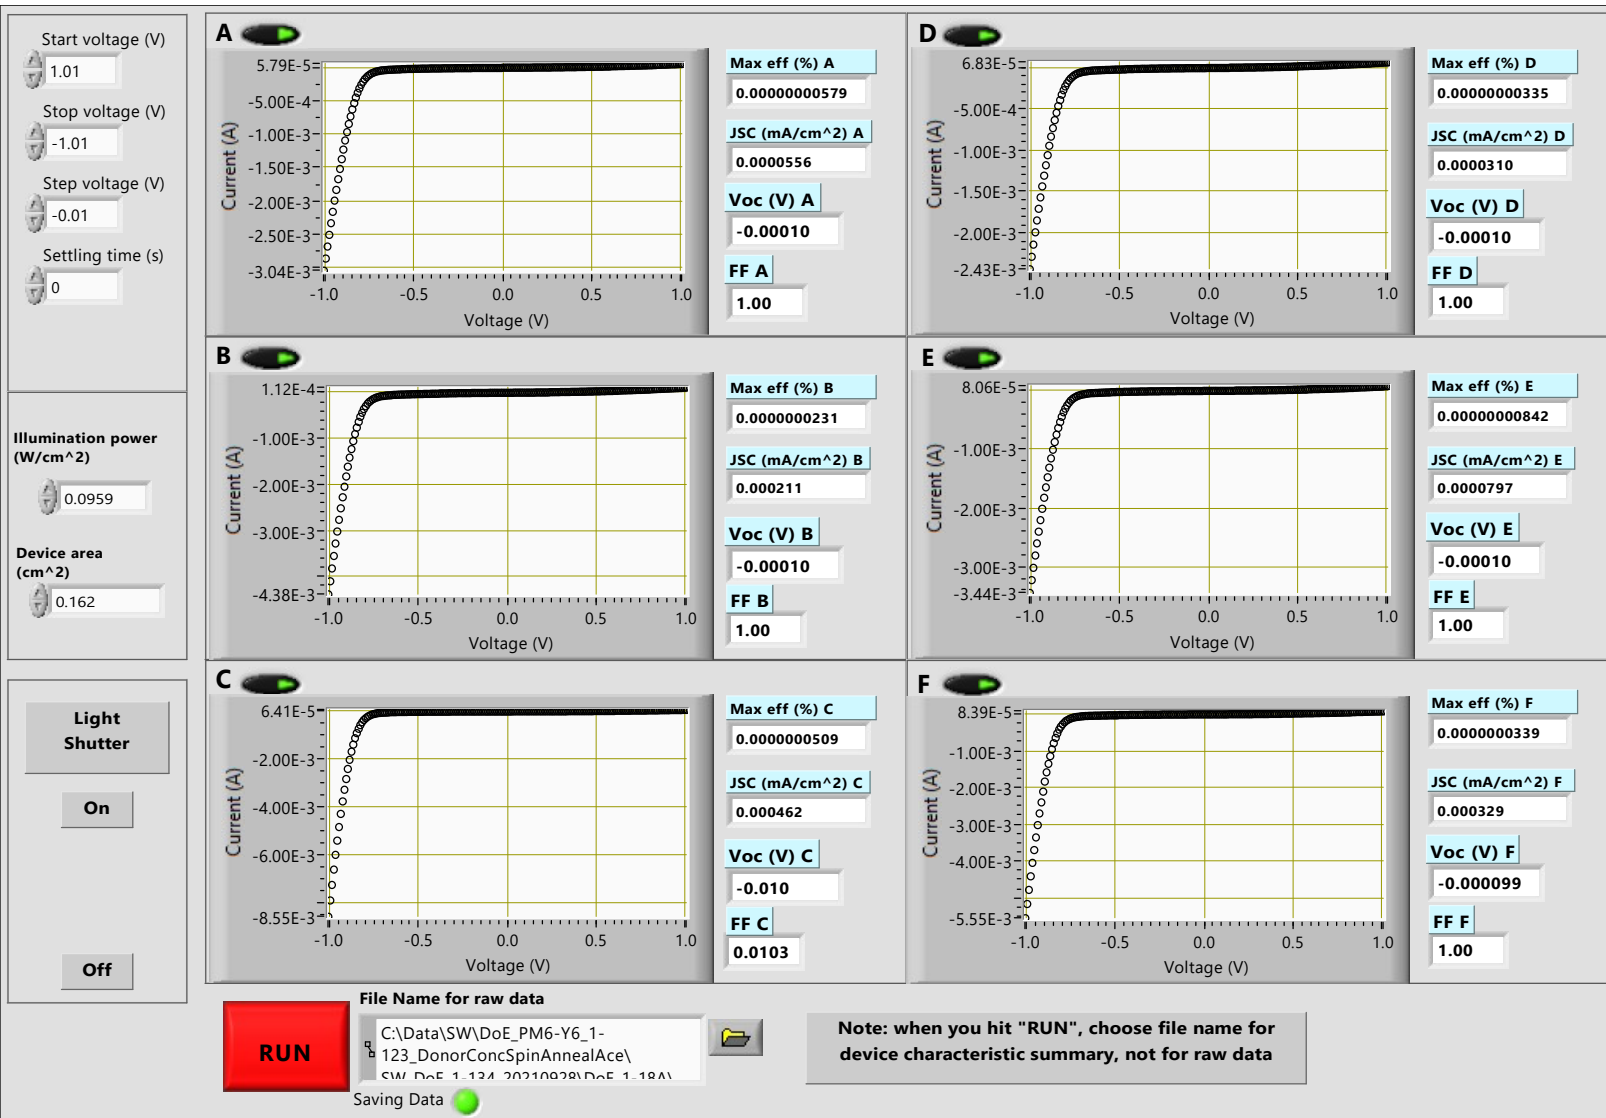 Start voltage (V)
1.01
Stop voltage (V)
-1.01
Step voltage (V)
-0.01
Settling time (s)
0
Illumination power
(W/cm^2)
0.0959
Device area
(cm^2)
0.162
Light
Shutter
On
Off
A
5.79E-5
-5.00E-4
-1.00E-3
-1.50E-3
-2.00E-3
-2.50E-3
-3.04E-3
Current (A)
-1.0 -0.5 0.0 0.5 1.0
Voltage (V)
Max eff (%) A
0.00000000579
JSC (mA/cm^2) A
0.0000556
Voc (V) A
-0.00010
FF A
1.00
D
6.83E-5
-5.00E-4
-1.00E-3
-1.50E-3
-2.00E-3
-2.43E-3
Current (A)
-1.0 -0.5 0.0 0.5 1.0
Voltage (V)
Max eff (%) D
0.00000000335
JSC (mA/cm^2) D
0.0000310
Voc (V) D
-0.00010
FF D
1.00
B
1.12E-4
-1.00E-3
-2.00E-3
-3.00E-3
-4.38E-3
Current (A)
-1.0 -0.5 0.0 0.5 1.0
Voltage (V)
Max eff (%) B
0.0000000231
JSC (mA/cm^2) B
0.000211
Voc (V) B
-0.00010
FF B
1.00
E
8.06E-5
-1.00E-3
-2.00E-3
-3.00E-3
-3.44E-3
Current (A)
-1.0 -0.5 0.0 0.5 1.0
Voltage (V)
Max eff (%) E
0.00000000842
JSC (mA/cm^2) E
0.0000797
Voc (V) E
-0.00010
FF E
1.00
C
6.41E-5
-2.00E-3
-4.00E-3
-6.00E-3
-8.55E-3
Current (A)
-1.0 -0.5 0.0 0.5 1.0
Voltage (V)
Max eff (%) C
0.0000000509
JSC (mA/cm^2) C
0.000462
Voc (V) C
-0.010
FF C
0.0103
F
8.39E-5
-1.00E-3
-2.00E-3
-3.00E-3
-4.00E-3
-5.55E-3
Current (A)
-1.0 -0.5 0.0 0.5 1.0
Voltage (V)
Max eff (%) F
0.0000000339
JSC (mA/cm^2) F
0.000329
Voc (V) F
-0.000099
FF F
1.00
RUN
File Name for raw data
C:\Data\SW\DoE_PM6-Y6_1-
123_DonorConcSpinAnnealAce\
SW_DoE_1-134_20210928\DoE_1-18A\
Saving Data
Note: when you hit "RUN", choose file name for
device characteristic summary, not for raw data